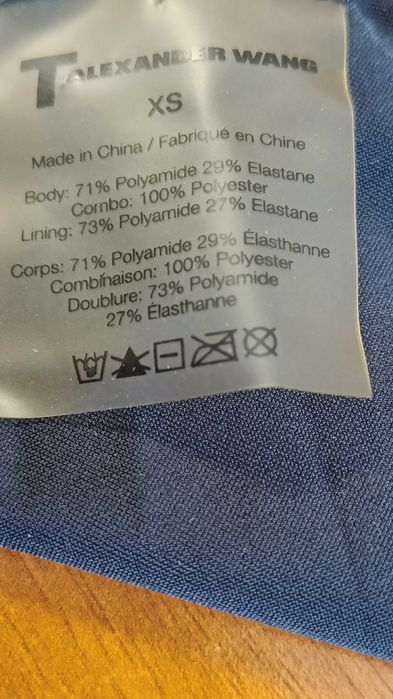 T ALEXANDER WANG
XS
Made in China / Fabriqué en Chine
Body: 71% Polyamide 29% Elastane
Combo: 100% Polyester
Lining: 73% Polyamide 27% Elastane
Corps: 71% Polyamide 29% Élasthanne
Combinaison: 100% Polyester
Doublure: 73% Polyamide
27% Élasthanne